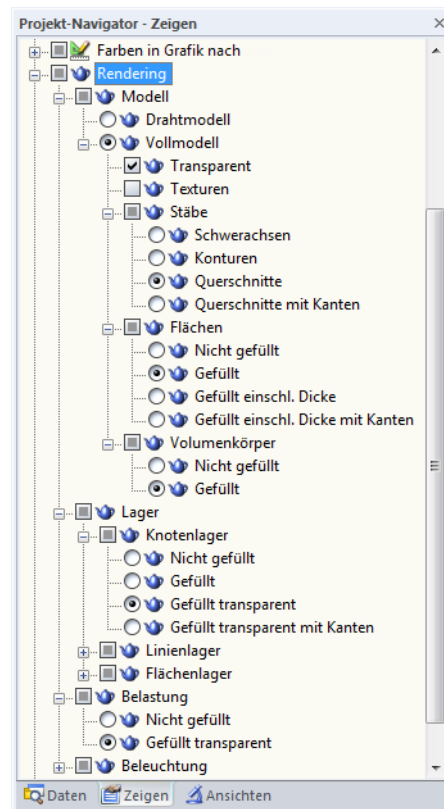 Projekt-Navigator - Zeigen
Farben in Grafik nach
Rendering
Modell
Drahtmodell
Vollmodell
Transparent
Texturen
Stäbe
Schwerachsen
Konturen
Querschnitte
Querschnitte mit Kanten
Flächen
Nicht gefüllt
Gefüllt
Gefüllt einschl. Dicke
Gefüllt einschl. Dicke mit Kanten
Volumenkörper
Nicht gefüllt
Gefüllt
Lager
Knotenlager
Nicht gefüllt
Gefüllt
Gefüllt transparent
Gefüllt transparent mit Kanten
Linienlager
Flächenlager
Belastung
Nicht gefüllt
Gefüllt transparent
Beleuchtung
Daten Zeigen Ansichten